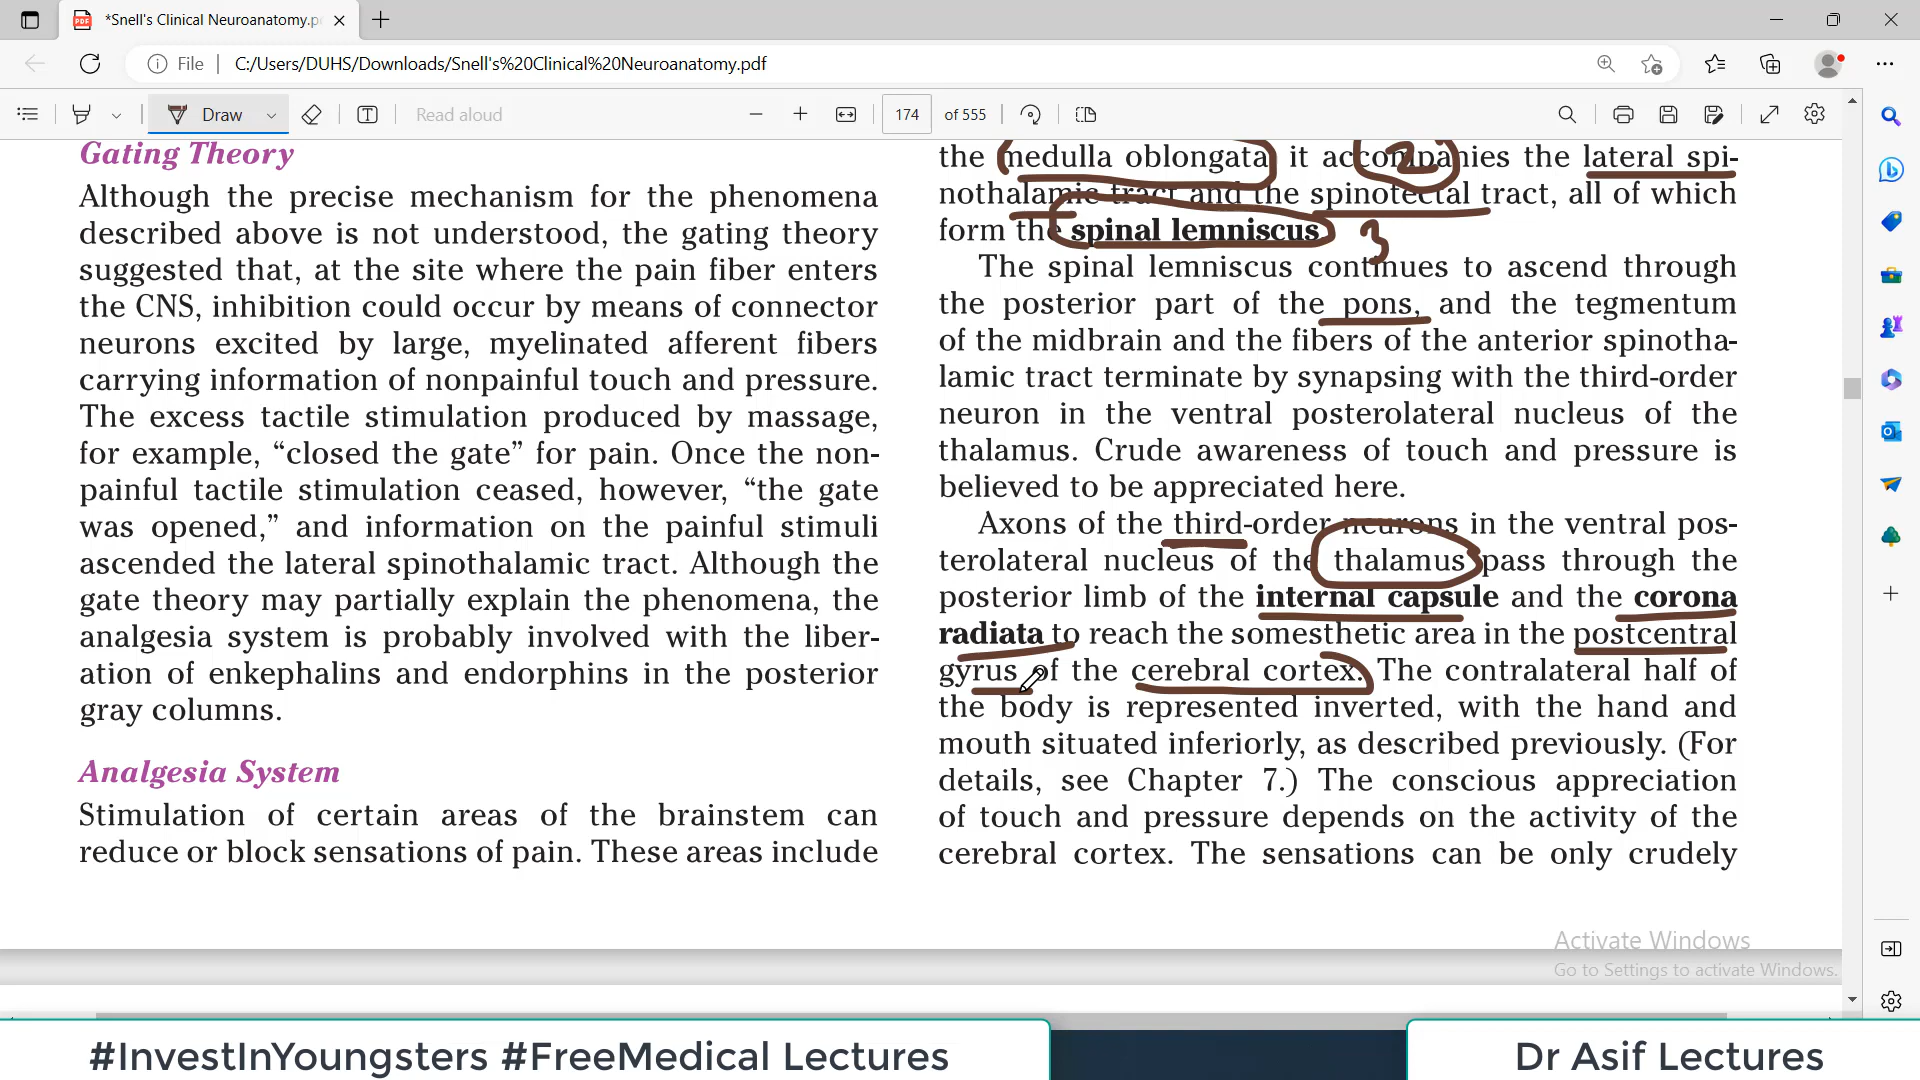 *Snell's Clinical Neuroanatomy.p
File
C:/Users/DUHS/Downloads/Snell's%20Clinical%20Neuroanatomy.pdf
Draw
Read aloud
174
of 555
Gating Theory
Although the precise mechanism for the phenomena
described above is not understood, the gating theory
suggested that, at the site where the pain fiber enters
the CNS, inhibition could occur by means of connector
neurons excited by large, myelinated afferent fibers
carrying information of nonpainful touch and pressure.
The excess tactile stimulation produced by massage,
for example, “closed the gate” for pain. Once the non-
painful tactile stimulation ceased, however, “the gate
was opened,” and information on the painful stimuli
ascended the lateral spinothalamic tract. Although the
gate theory may partially explain the phenomena, the
analgesia system is probably involved with the liber-
ation of enkephalins and endorphins in the posterior
gray columns.
Analgesia System
Stimulation of certain areas of the brainstem can
reduce or block sensations of pain. These areas include
the medulla oblongata, it accompanies the lateral spi-
2
nothalamic tract and the spinotectal tract, all of which
form the spinal lemniscus.
3
The spinal lemniscus continues to ascend through
the posterior part of the pons, and the tegmentum
of the midbrain and the fibers of the anterior spinotha-
lamic tract terminate by synapsing with the third-order
neuron in the ventral posterolateral nucleus of the
thalamus. Crude awareness of touch and pressure is
believed to be appreciated here.
Axons of the third-order neurons in the ventral pos-
terolateral nucleus of the thalamus pass through the
posterior limb of the internal capsule and the corona
radiata to reach the somesthetic area in the postcentral
gyrus of the cerebral cortex. The contralateral half of
the body is represented inverted, with the hand and
mouth situated inferiorly, as described previously. (For
details, see Chapter 7.) The conscious appreciation
of touch and pressure depends on the activity of the
cerebral cortex. The sensations can be only crudely
Activate Windows
Go to Settings to activate Windows.
#InvestInYoungsters #FreeMedical Lectures
Dr Asif Lectures